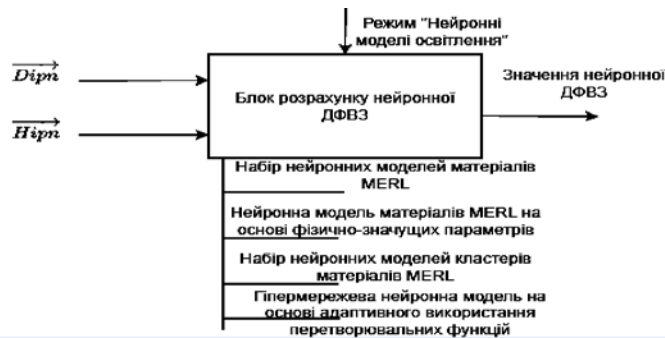 Режим "Нейронні
моделі освітлення"
Dipn
Блок розрахунку нейронної
ДФВЗ
Значення нейронної
ДФВЗ
Hipn
Набір нейронних моделей матеріалів
MERL
Нейронна модель матеріалів MERL на
основі фізично-значущих параметрів
Набір нейронних моделей кластерів
матеріалів MERL
Гіпермережева нейронна модель на
основі адаптивного використання
перетворювальних функцій